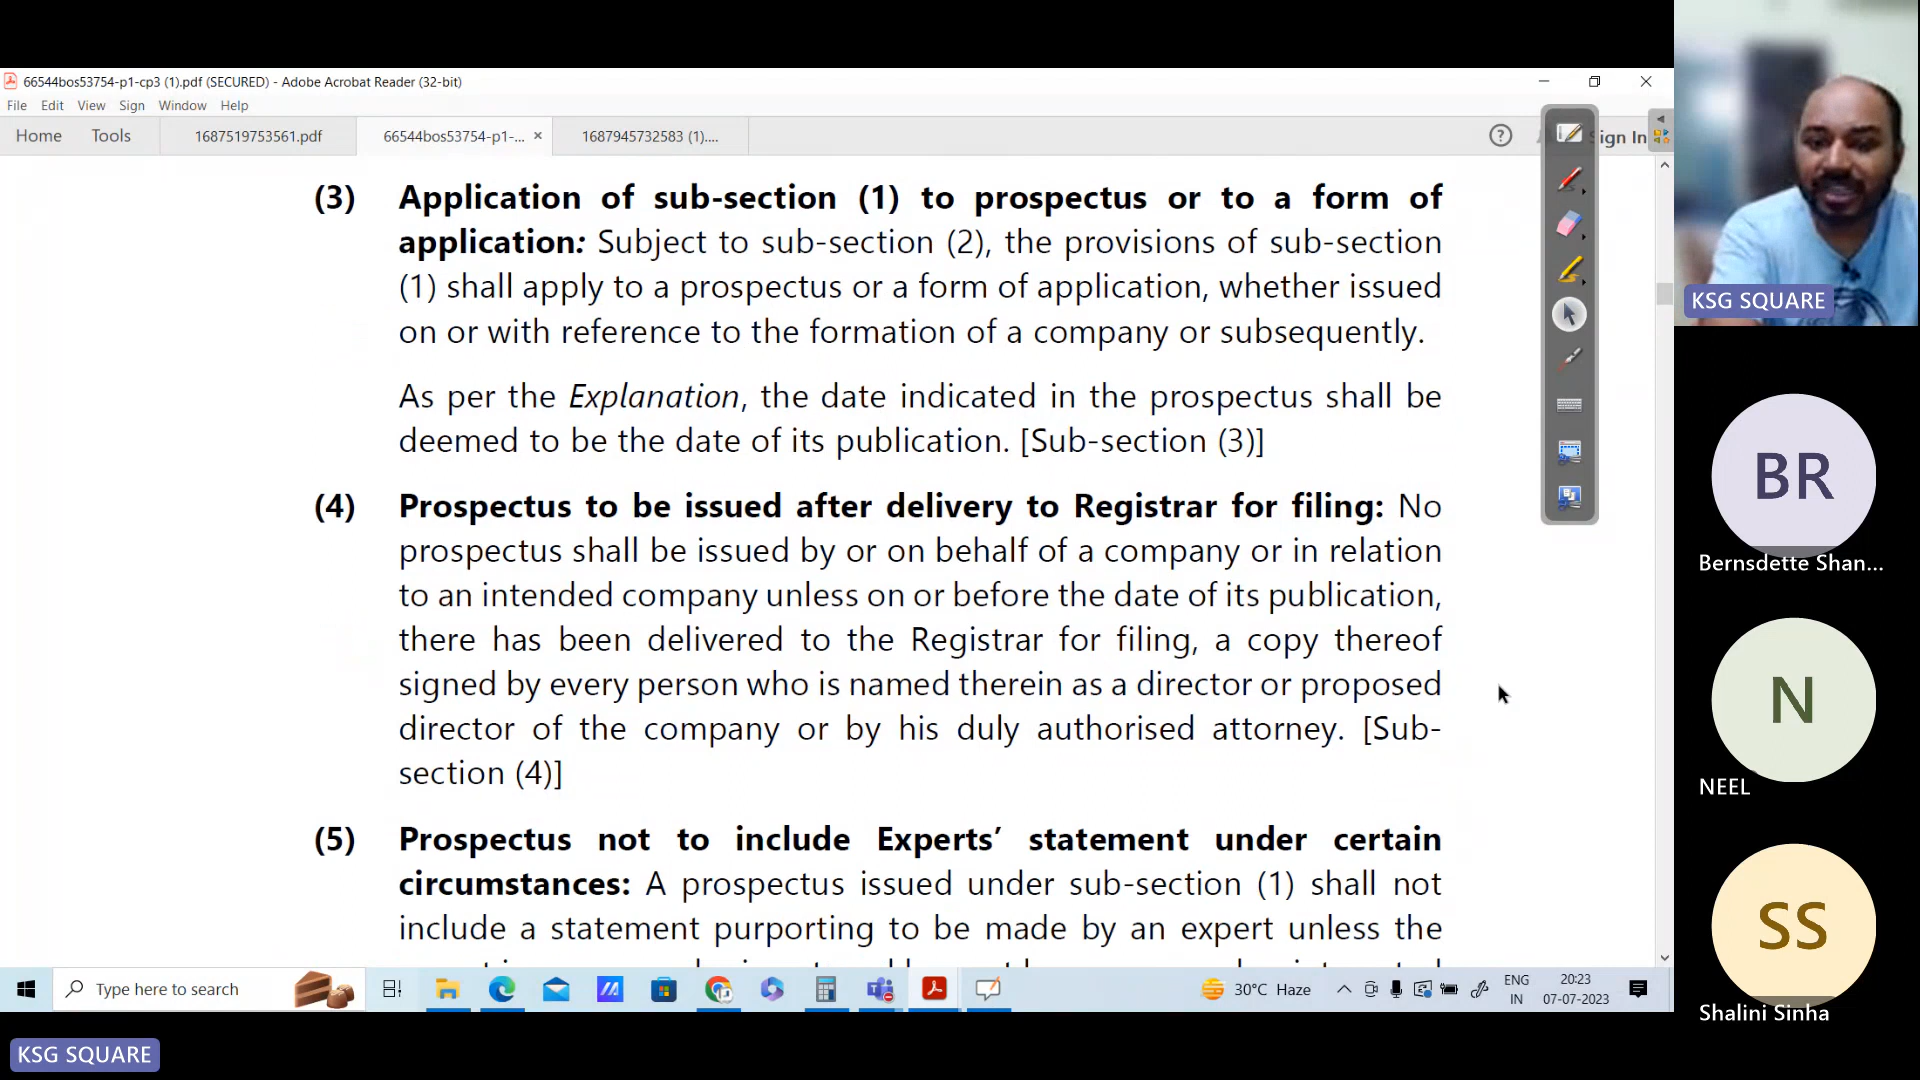 66544bos53754-p1-cp3 (1).pdf (SECURED) - Adobe Acrobat Reader (32-bit)
File Edit View Sign Window Help
Home Tools 1687519753561.pdf 66544bos53754-p1-... × 1687945732583 (1).... ? Sign In
(3) Application of sub-section (1) to prospectus or to a form of
application: Subject to sub-section (2), the provisions of sub-section
(1) shall apply to a prospectus or a form of application, whether issued
on or with reference to the formation of a company or subsequently.
As per the Explanation, the date indicated in the prospectus shall be
deemed to be the date of its publication. [Sub-section (3)]
(4) Prospectus to be issued after delivery to Registrar for filing: No
prospectus shall be issued by or on behalf of a company or in relation
to an intended company unless on or before the date of its publication,
there has been delivered to the Registrar for filing, a copy thereof
signed by every person who is named therein as a director or proposed
director of the company or by his duly authorised attorney. [Sub-
section (4)]
(5) Prospectus not to include Experts’ statement under certain
circumstances: A prospectus issued under sub-section (1) shall not
include a statement purporting to be made by an expert unless the
Type here to search
30°C Haze
ENG
IN
20:23
07-07-2023
KSG SQUARE
BR
Bernsdette Shan...
N
NEEL
SS
Shalini Sinha
KSG SQUARE